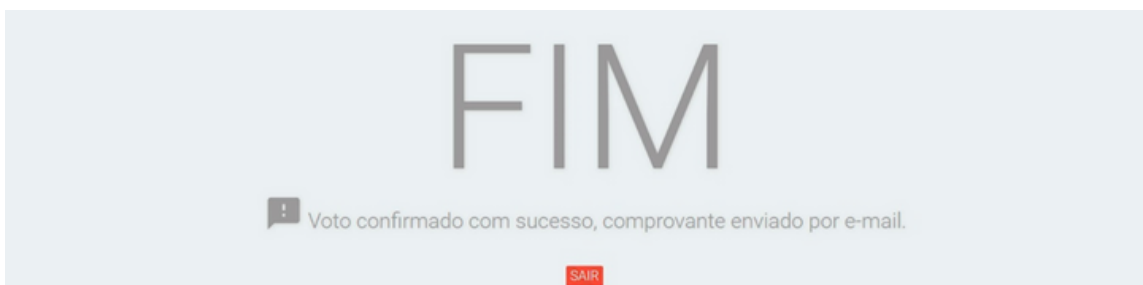 FIM
Voto confirmado com sucesso, comprovante enviado por e-mail.
SAIR